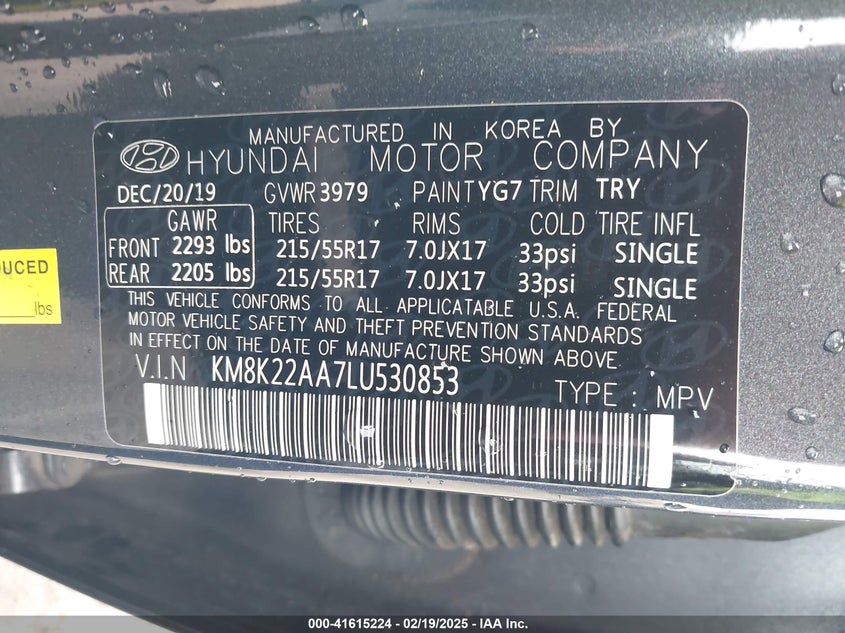 MANUFACTURED IN KOREA BY
HYUNDAI MOTOR COMPANY
DEC/20/19 GVWR 3979 PAINT YG7 TRIM TRY
GAWR TIRES RIMS COLD TIRE INFL
FRONT 2293 lbs 215/55R17 7.0JX17 33psi SINGLE
REAR 2205 lbs 215/55R17 7.0JX17 33psi SINGLE
THIS VEHICLE CONFORMS TO ALL APPLICATABLE U.S.A. FEDERAL
MOTOR VEHICLE SAFETY AND THEFT PREVENTION STANDARDS
IN EFFECT ON THE DATE OF MANUFACTURE SHOWN ABOVE
V.I.N KM8K22AA7LU530853
TYPE : MPV
lbs
000-41615224 - 02/19/2025 - IAA Inc.